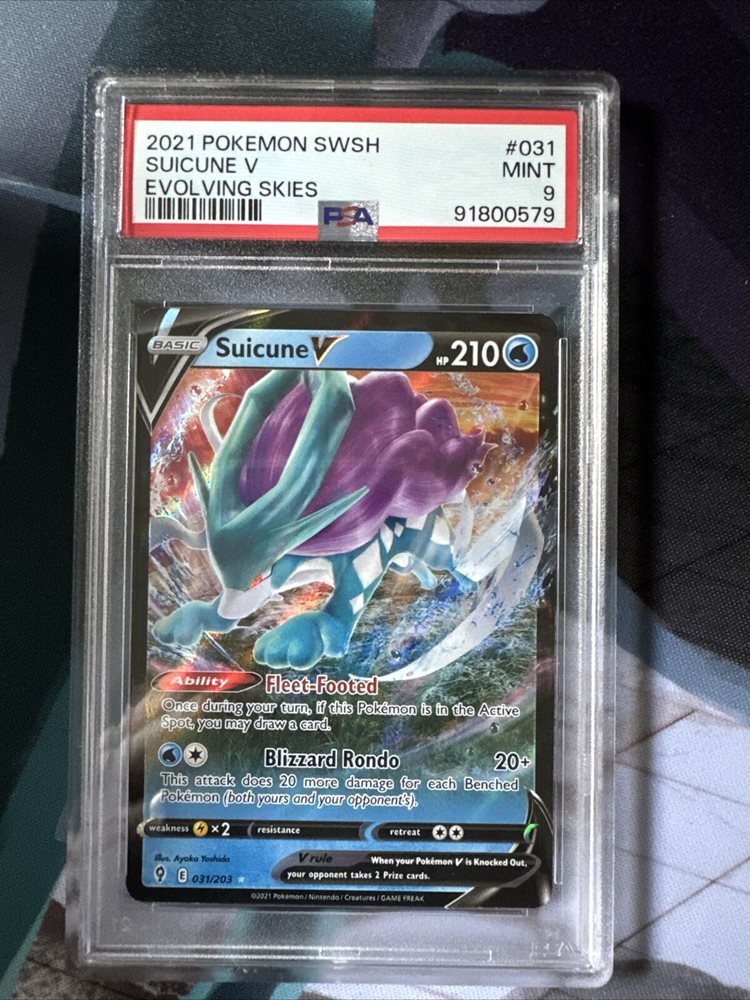 2021 POKEMON SWSH #031
SUICUNE V MINT
EVOLVING SKIES 9
PSA 91800579
BASIC Suicune V HP 210
Ability Fleet-Footed
Once during your turn, if this Pokémon is in the Active
Spot, you may draw a card.
Blizzard Rondo 20+
This attack does 20 more damage for each Benched
Pokémon (both yours and your opponent's).
weakness ×2 resistance retreat
Illus. Ayaka Yoshida
V rule When your Pokémon V is Knocked Out,
your opponent takes 2 Prize cards.
E 031/203
©2021 Pokémon / Nintendo / Creatures / GAME FREAK